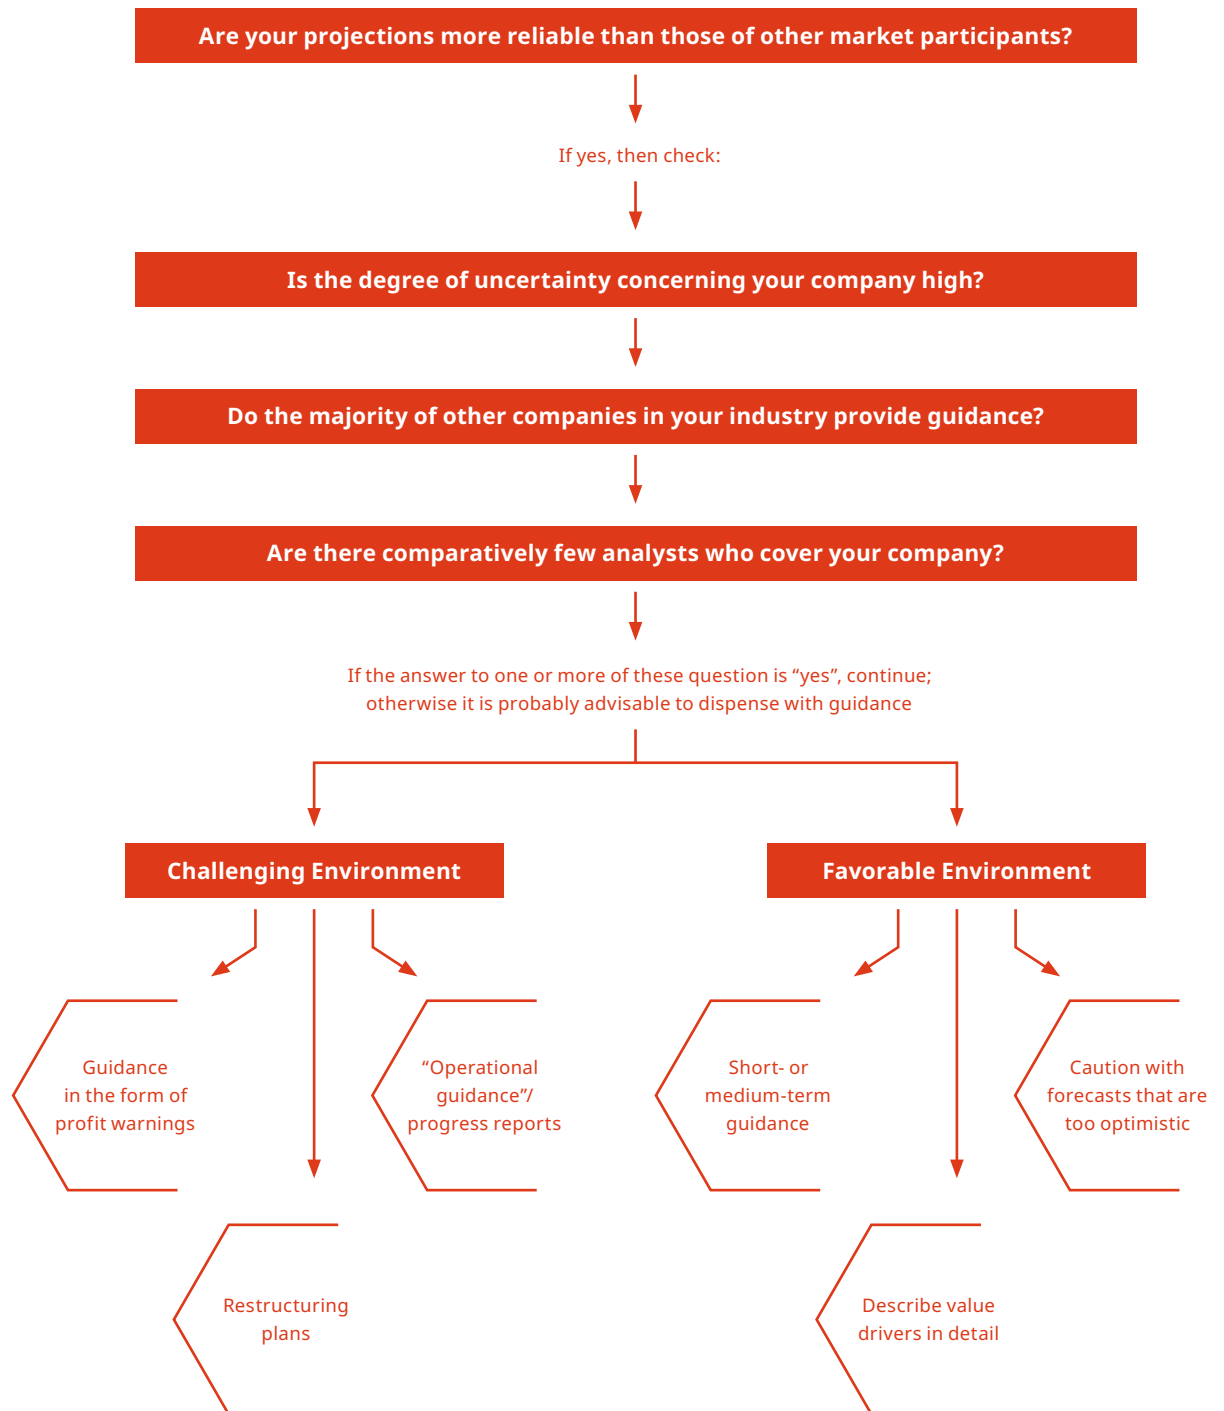 Are your projections more reliable than those of other market participants?
If yes, then check:
Is the degree of uncertainty concerning your company high?
Do the majority of other companies in your industry provide guidance?
Are there comparatively few analysts who cover your company?
If the answer to one or more of these question is “yes”, continue;
otherwise it is probably advisable to dispense with guidance
Challenging Environment
Favorable Environment
Guidance
in the form of
profit warnings
“Operational
guidance”/
progress reports
Short- or
medium-term
guidance
Caution with
forecasts that are
too optimistic
Restructuring
plans
Describe value
drivers in detail